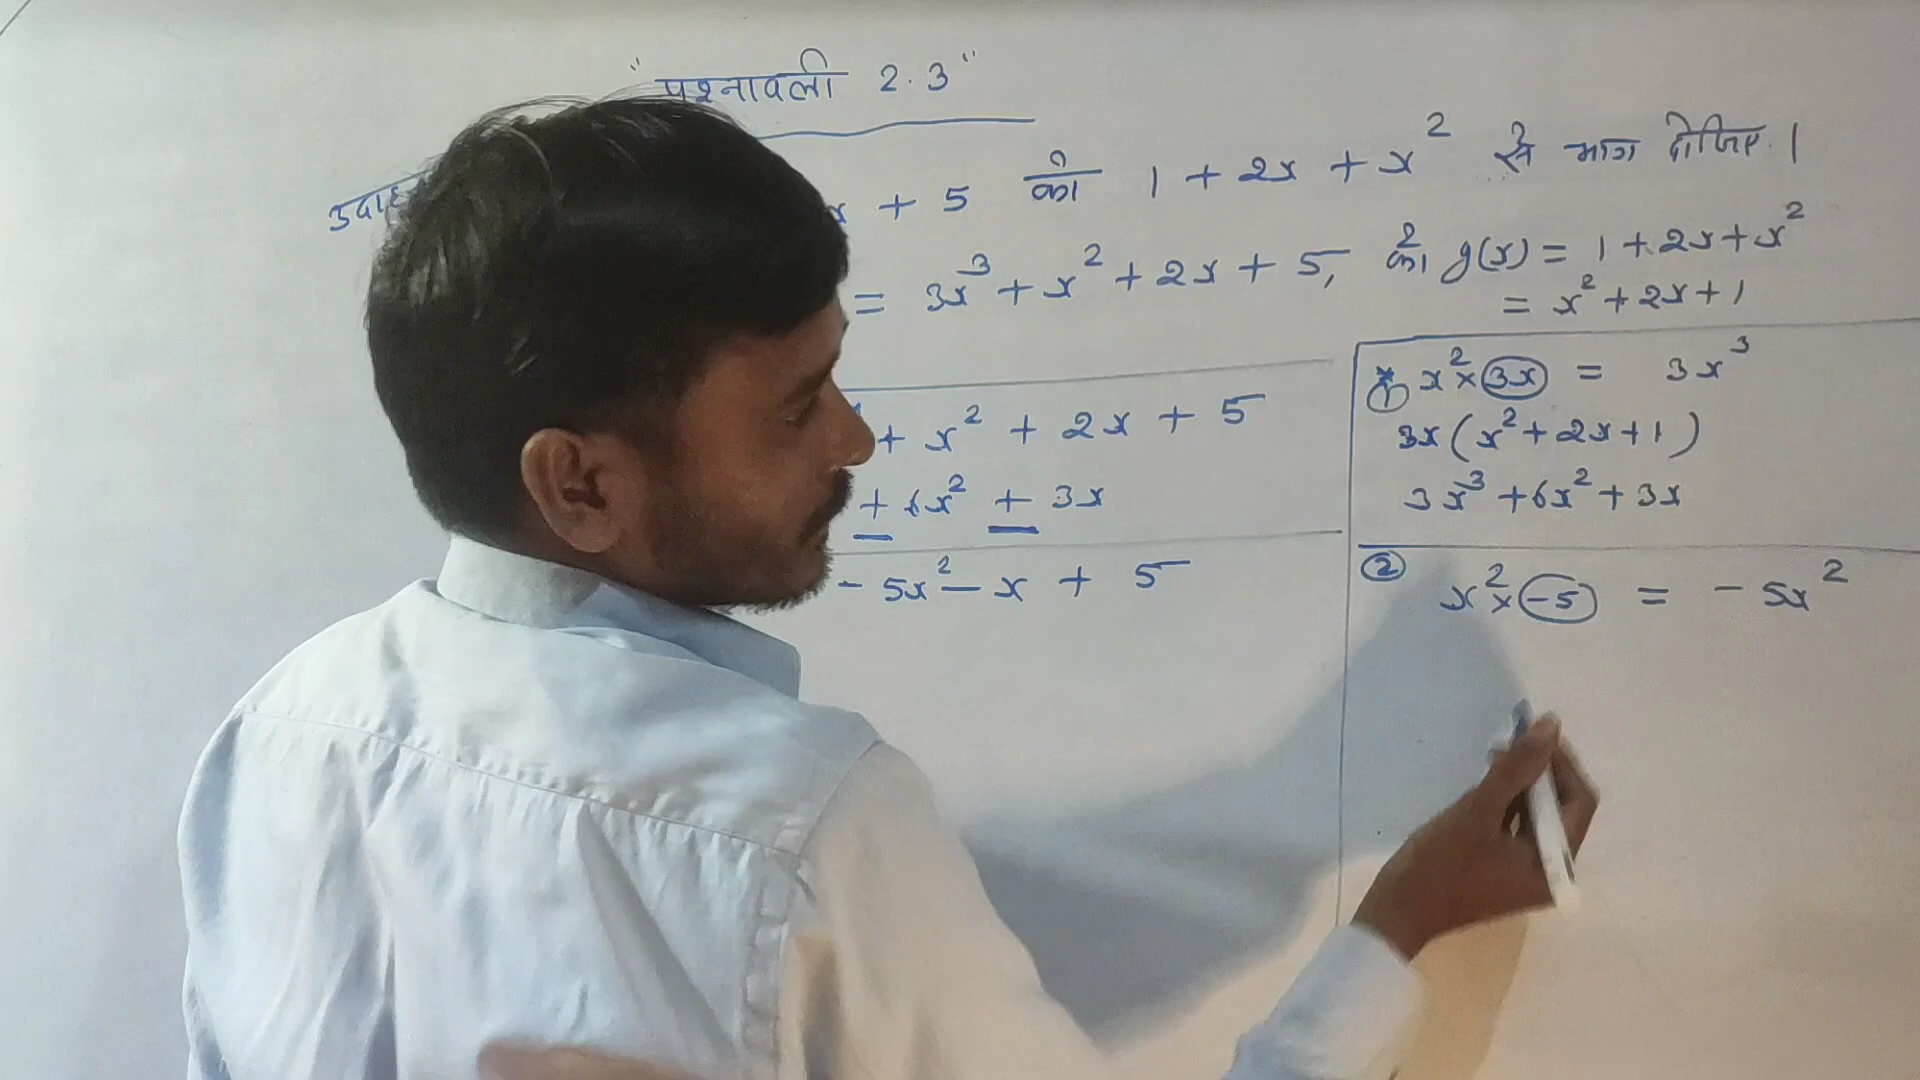 "प्रश्नावली 2.3"
x + 5 को 1 + 2x + x² से भाग दीजिए।
= 3x³ + x² + 2x + 5, को g(x) = 1 + 2x + x²
= x² + 2x + 1
+ x² + 2x + 5
+ 6x² + 3x
- 5x² - x + 5
① x² × 3x = 3x³
3x(x² + 2x + 1)
3x³ + 6x² + 3x
② x² × -5 = - 5x²